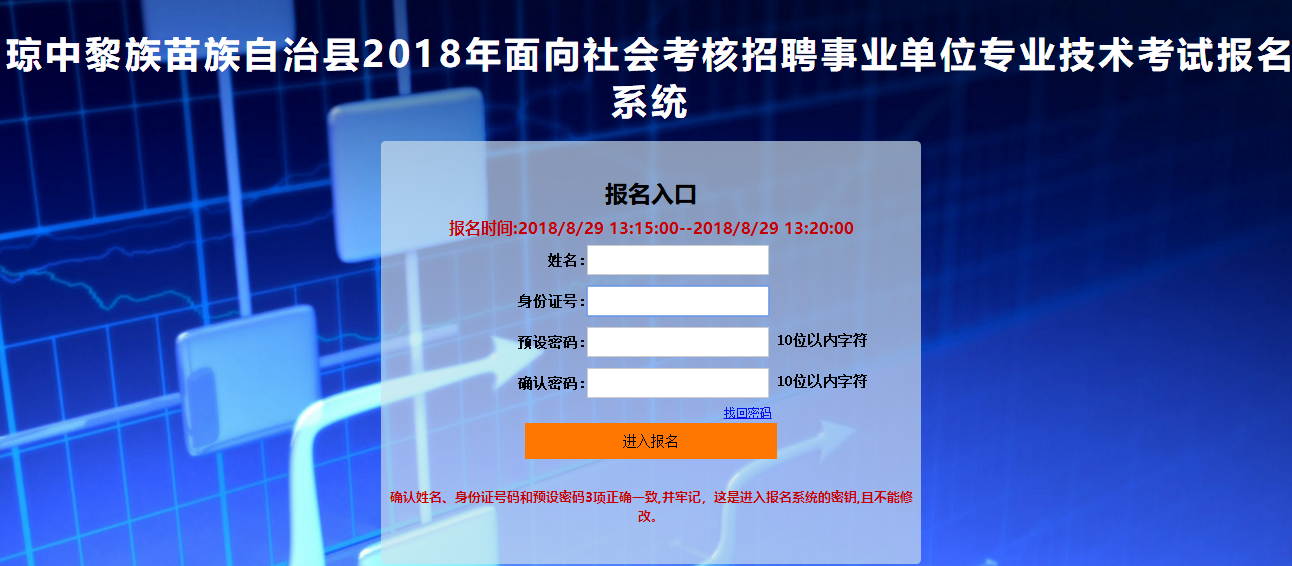 琼中黎族苗族自治县2018年面向社会考核招聘事业单位专业技术考试报名
系统
报名入口
报名时间:2018/8/29 13:15:00--2018/8/29 13:20:00
姓名:
身份证号:
预设密码: 10位以内字符
确认密码: 10位以内字符
找回密码
进入报名
确认姓名、身份证号码和预设密码3项正确一致,并牢记，这是进入报名系统的密钥,且不能修
改。